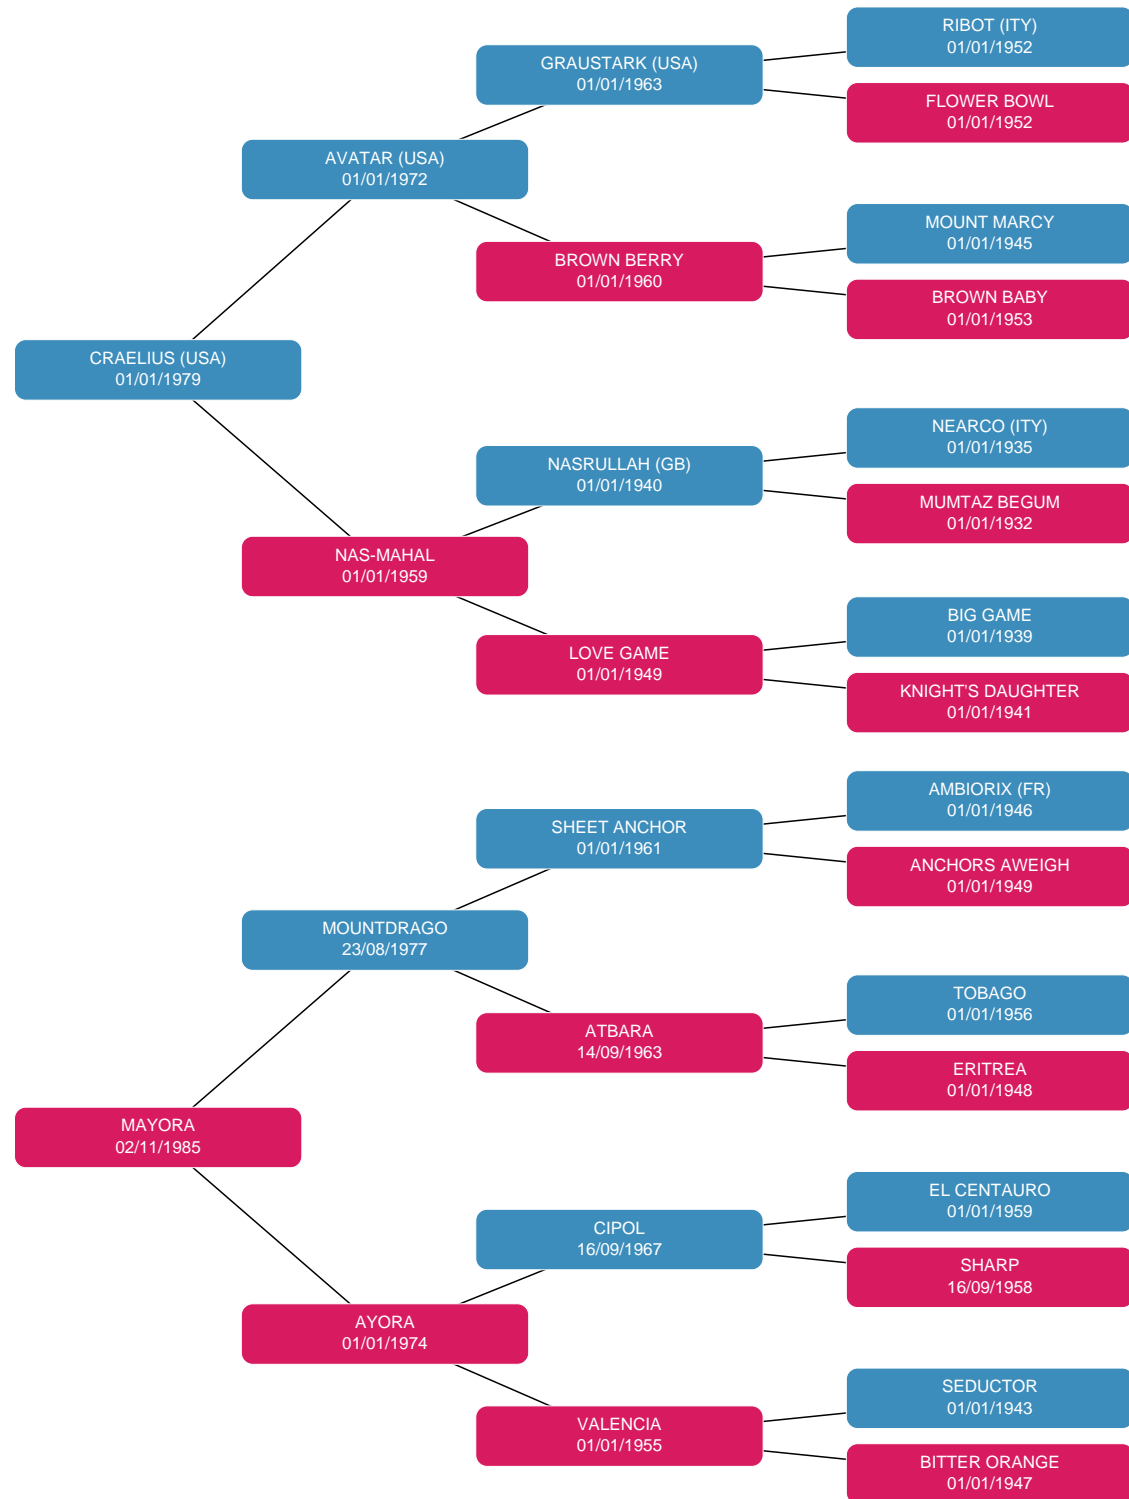 RIBOT (ITY)
01/01/1952
GRAUSTARK (USA)
01/01/1963
FLOWER BOWL
01/01/1952
AVATAR (USA)
01/01/1972
MOUNT MARCY
01/01/1945
BROWN BERRY
01/01/1960
BROWN BABY
01/01/1953
CRAELIUS (USA)
01/01/1979
NEARCO (ITY)
01/01/1935
NASRULLAH (GB)
01/01/1940
MUMTAZ BEGUM
01/01/1932
NAS-MAHAL
01/01/1959
BIG GAME
01/01/1939
LOVE GAME
01/01/1949
KNIGHT'S DAUGHTER
01/01/1941
AMBIORIX (FR)
01/01/1946
SHEET ANCHOR
01/01/1961
ANCHORS AWEIGH
01/01/1949
MOUNTDRAGO
23/08/1977
TOBAGO
01/01/1956
ATBARA
14/09/1963
ERITREA
01/01/1948
MAYORA
02/11/1985
EL CENTAURO
01/01/1959
CIPOL
16/09/1967
SHARP
16/09/1958
AYORA
01/01/1974
SEDUCTOR
01/01/1943
VALENCIA
01/01/1955
BITTER ORANGE
01/01/1947